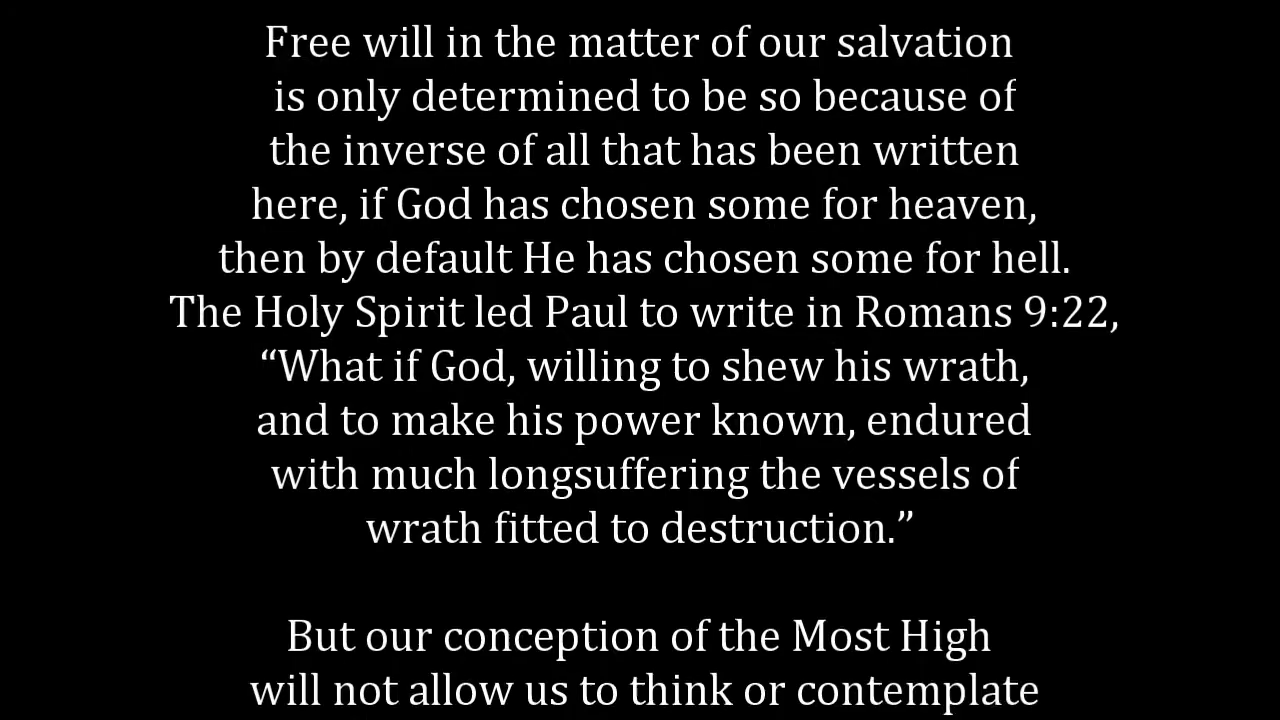 Free will in the matter of our salvation
is only determined to be so because of
the inverse of all that has been written
here, if God has chosen some for heaven,
then by default He has chosen some for hell.
The Holy Spirit led Paul to write in Romans 9:22,
“What if God, willing to shew his wrath,
and to make his power known, endured
with much longsuffering the vessels of
wrath fitted to destruction.”
But our conception of the Most High
will not allow us to think or contemplate